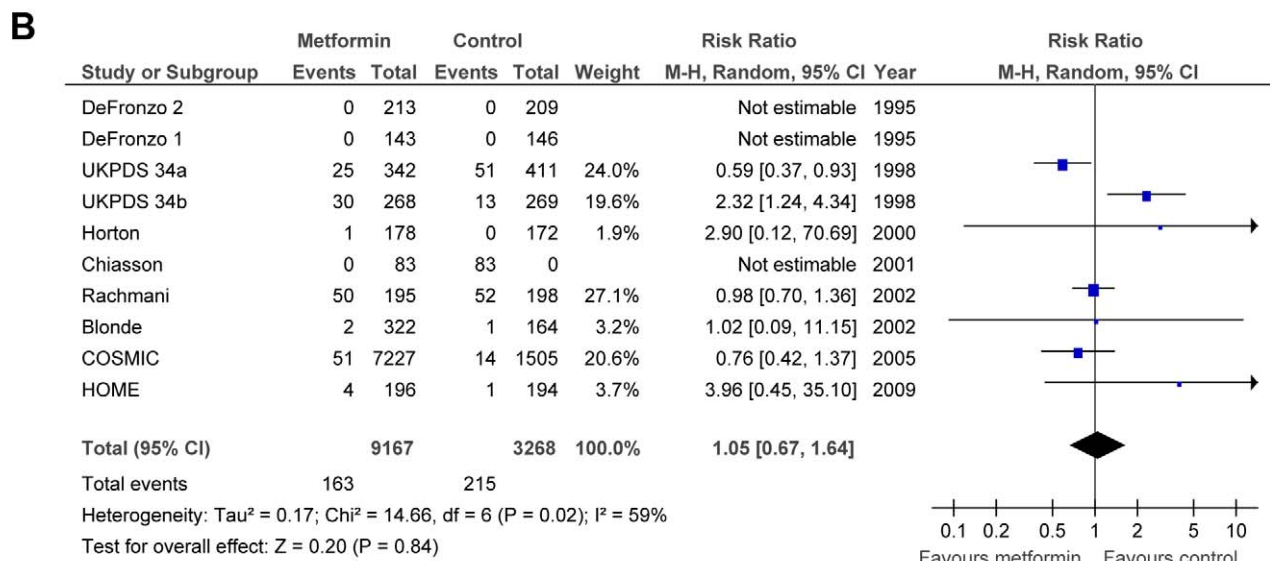 B
Metformin Control Risk Ratio Risk Ratio
Study or Subgroup Events Total Events Total Weight M-H, Random, 95% CI Year M-H, Random, 95% CI
DeFronzo 2 0 213 0 209 Not estimable 1995
DeFronzo 1 0 143 0 146 Not estimable 1995
UKPDS 34a 25 342 51 411 24.0% 0.59 [0.37, 0.93] 1998
UKPDS 34b 30 268 13 269 19.6% 2.32 [1.24, 4.34] 1998
Horton 1 178 0 172 1.9% 2.90 [0.12, 70.69] 2000
Chiasson 0 83 83 0 Not estimable 2001
Rachmani 50 195 52 198 27.1% 0.98 [0.70, 1.36] 2002
Blonde 2 322 1 164 3.2% 1.02 [0.09, 11.15] 2002
COSMIC 51 7227 14 1505 20.6% 0.76 [0.42, 1.37] 2005
HOME 4 196 1 194 3.7% 3.96 [0.45, 35.10] 2009
Total (95% CI) 9167 3268 100.0% 1.05 [0.67, 1.64]
Total events 163 215
Heterogeneity: Tau² = 0.17; Chi² = 14.66, df = 6 (P = 0.02); I² = 59%
Test for overall effect: Z = 0.20 (P = 0.84)
0.1 0.2 0.5 1 2 5 10
Favours metformin Favours control